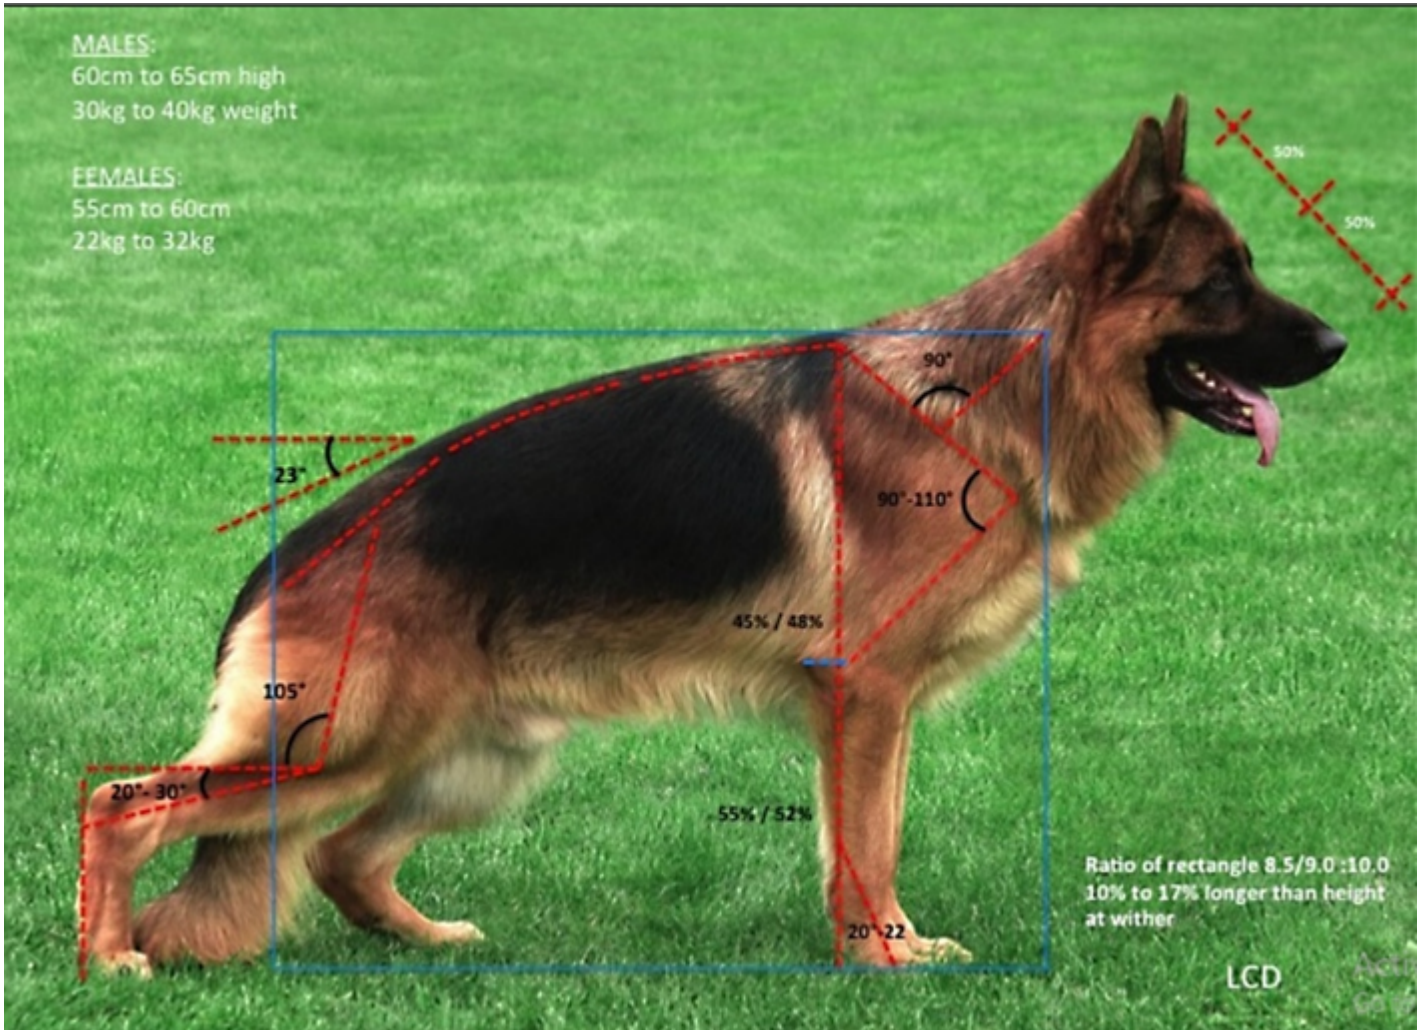 MALES:
60cm to 65cm high
30kg to 40kg weight
FEMALES:
55cm to 60cm
22kg to 32kg
50%
50%
90°
23°
90°-110°
45% / 48%
105°
20°- 30°
55% / 52%
Ratio of rectangle 8.5/9.0 :10.0
10% to 17% longer than height
at wither
20°-22
LCD